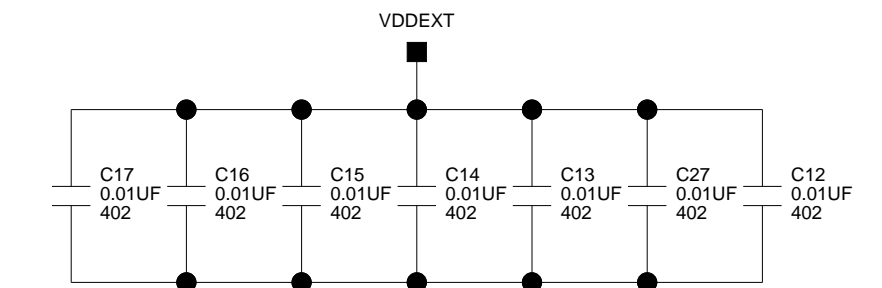 VDDEXT
C17 C16 C15 C14 C13 C27 C12
0.01UF 0.01UF 0.01UF 0.01UF 0.01UF 0.01UF 0.01UF
402 402 402 402 402 402 402